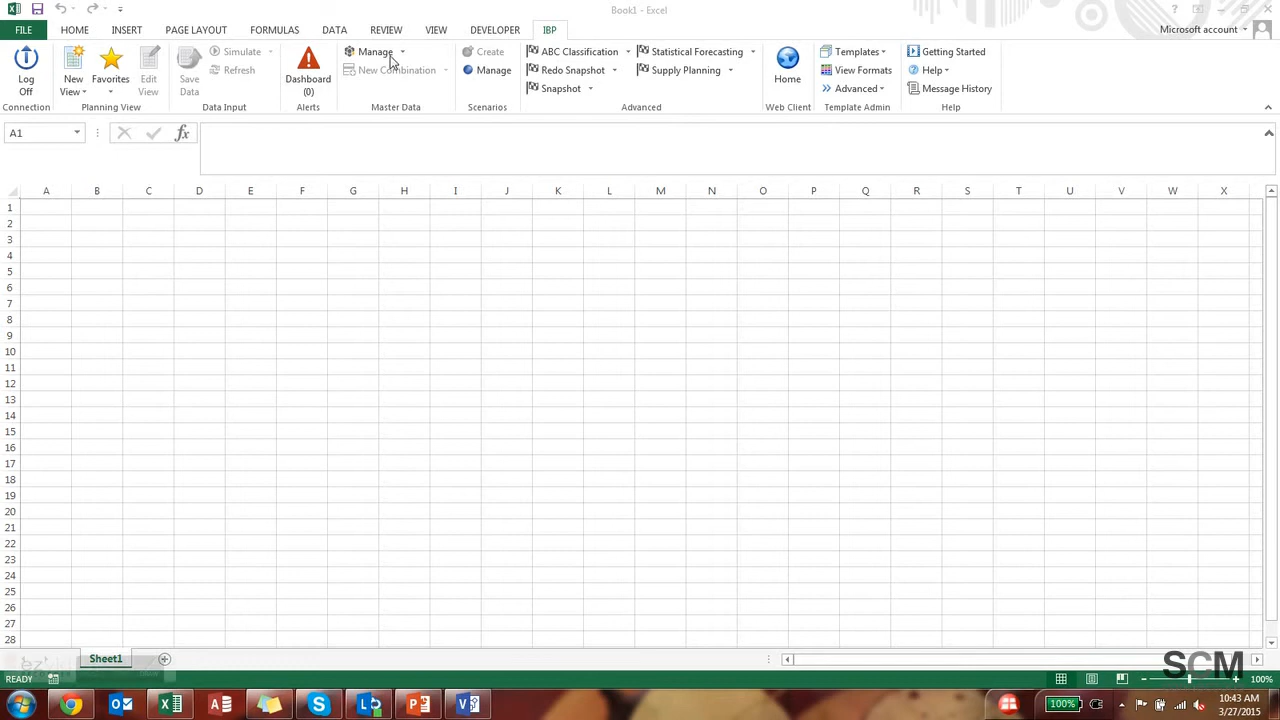 Book1 - Excel
FILE HOME INSERT PAGE LAYOUT FORMULAS DATA REVIEW VIEW DEVELOPER IBP Microsoft account
Log Off
Connection
New View
Favorites
Edit View
Planning View
Save Data
Simulate
Refresh
Data Input
Dashboard (0)
Alerts
Manage
New Combination
Master Data
Create
Manage
Scenarios
ABC Classification
Redo Snapshot
Snapshot
Statistical Forecasting
Supply Planning
Advanced
Home
Web Client
Templates
View Formats
Advanced
Template Admin
Getting Started
Help
Message History
Help
A1 fx
A B C D E F G H I J K L M N O P Q R S T U V W X
1
2
3
4
5
6
7
8
9
10
11
12
13
14
15
16
17
18
19
20
21
22
23
24
25
26
27
28
Sheet1
SCM
READY 100%
100% 10:43 AM
3/27/2015